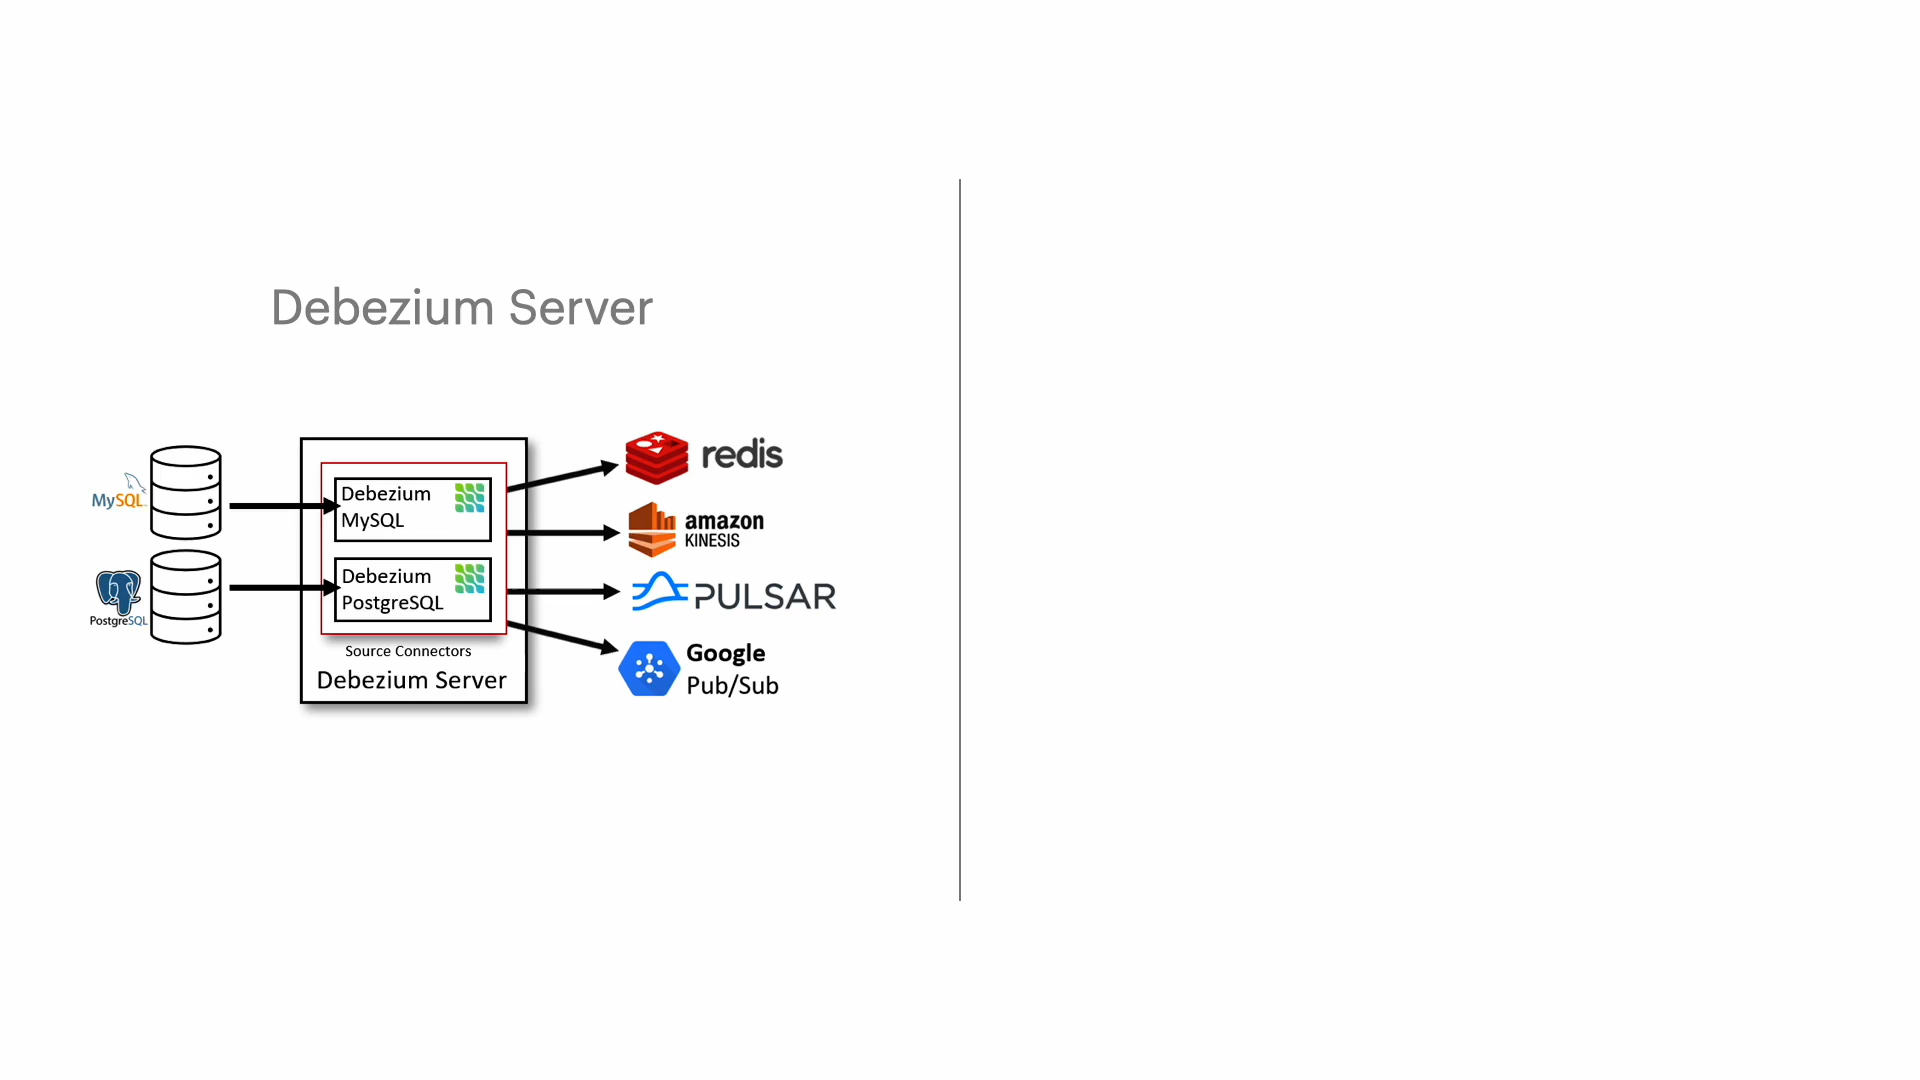 Debezium Server
MySQL
PostgreSQL
Debezium
MySQL
Debezium
PostgreSQL
Source Connectors
Debezium Server
redis
amazon
KINESIS
PULSAR
Google
Pub/Sub